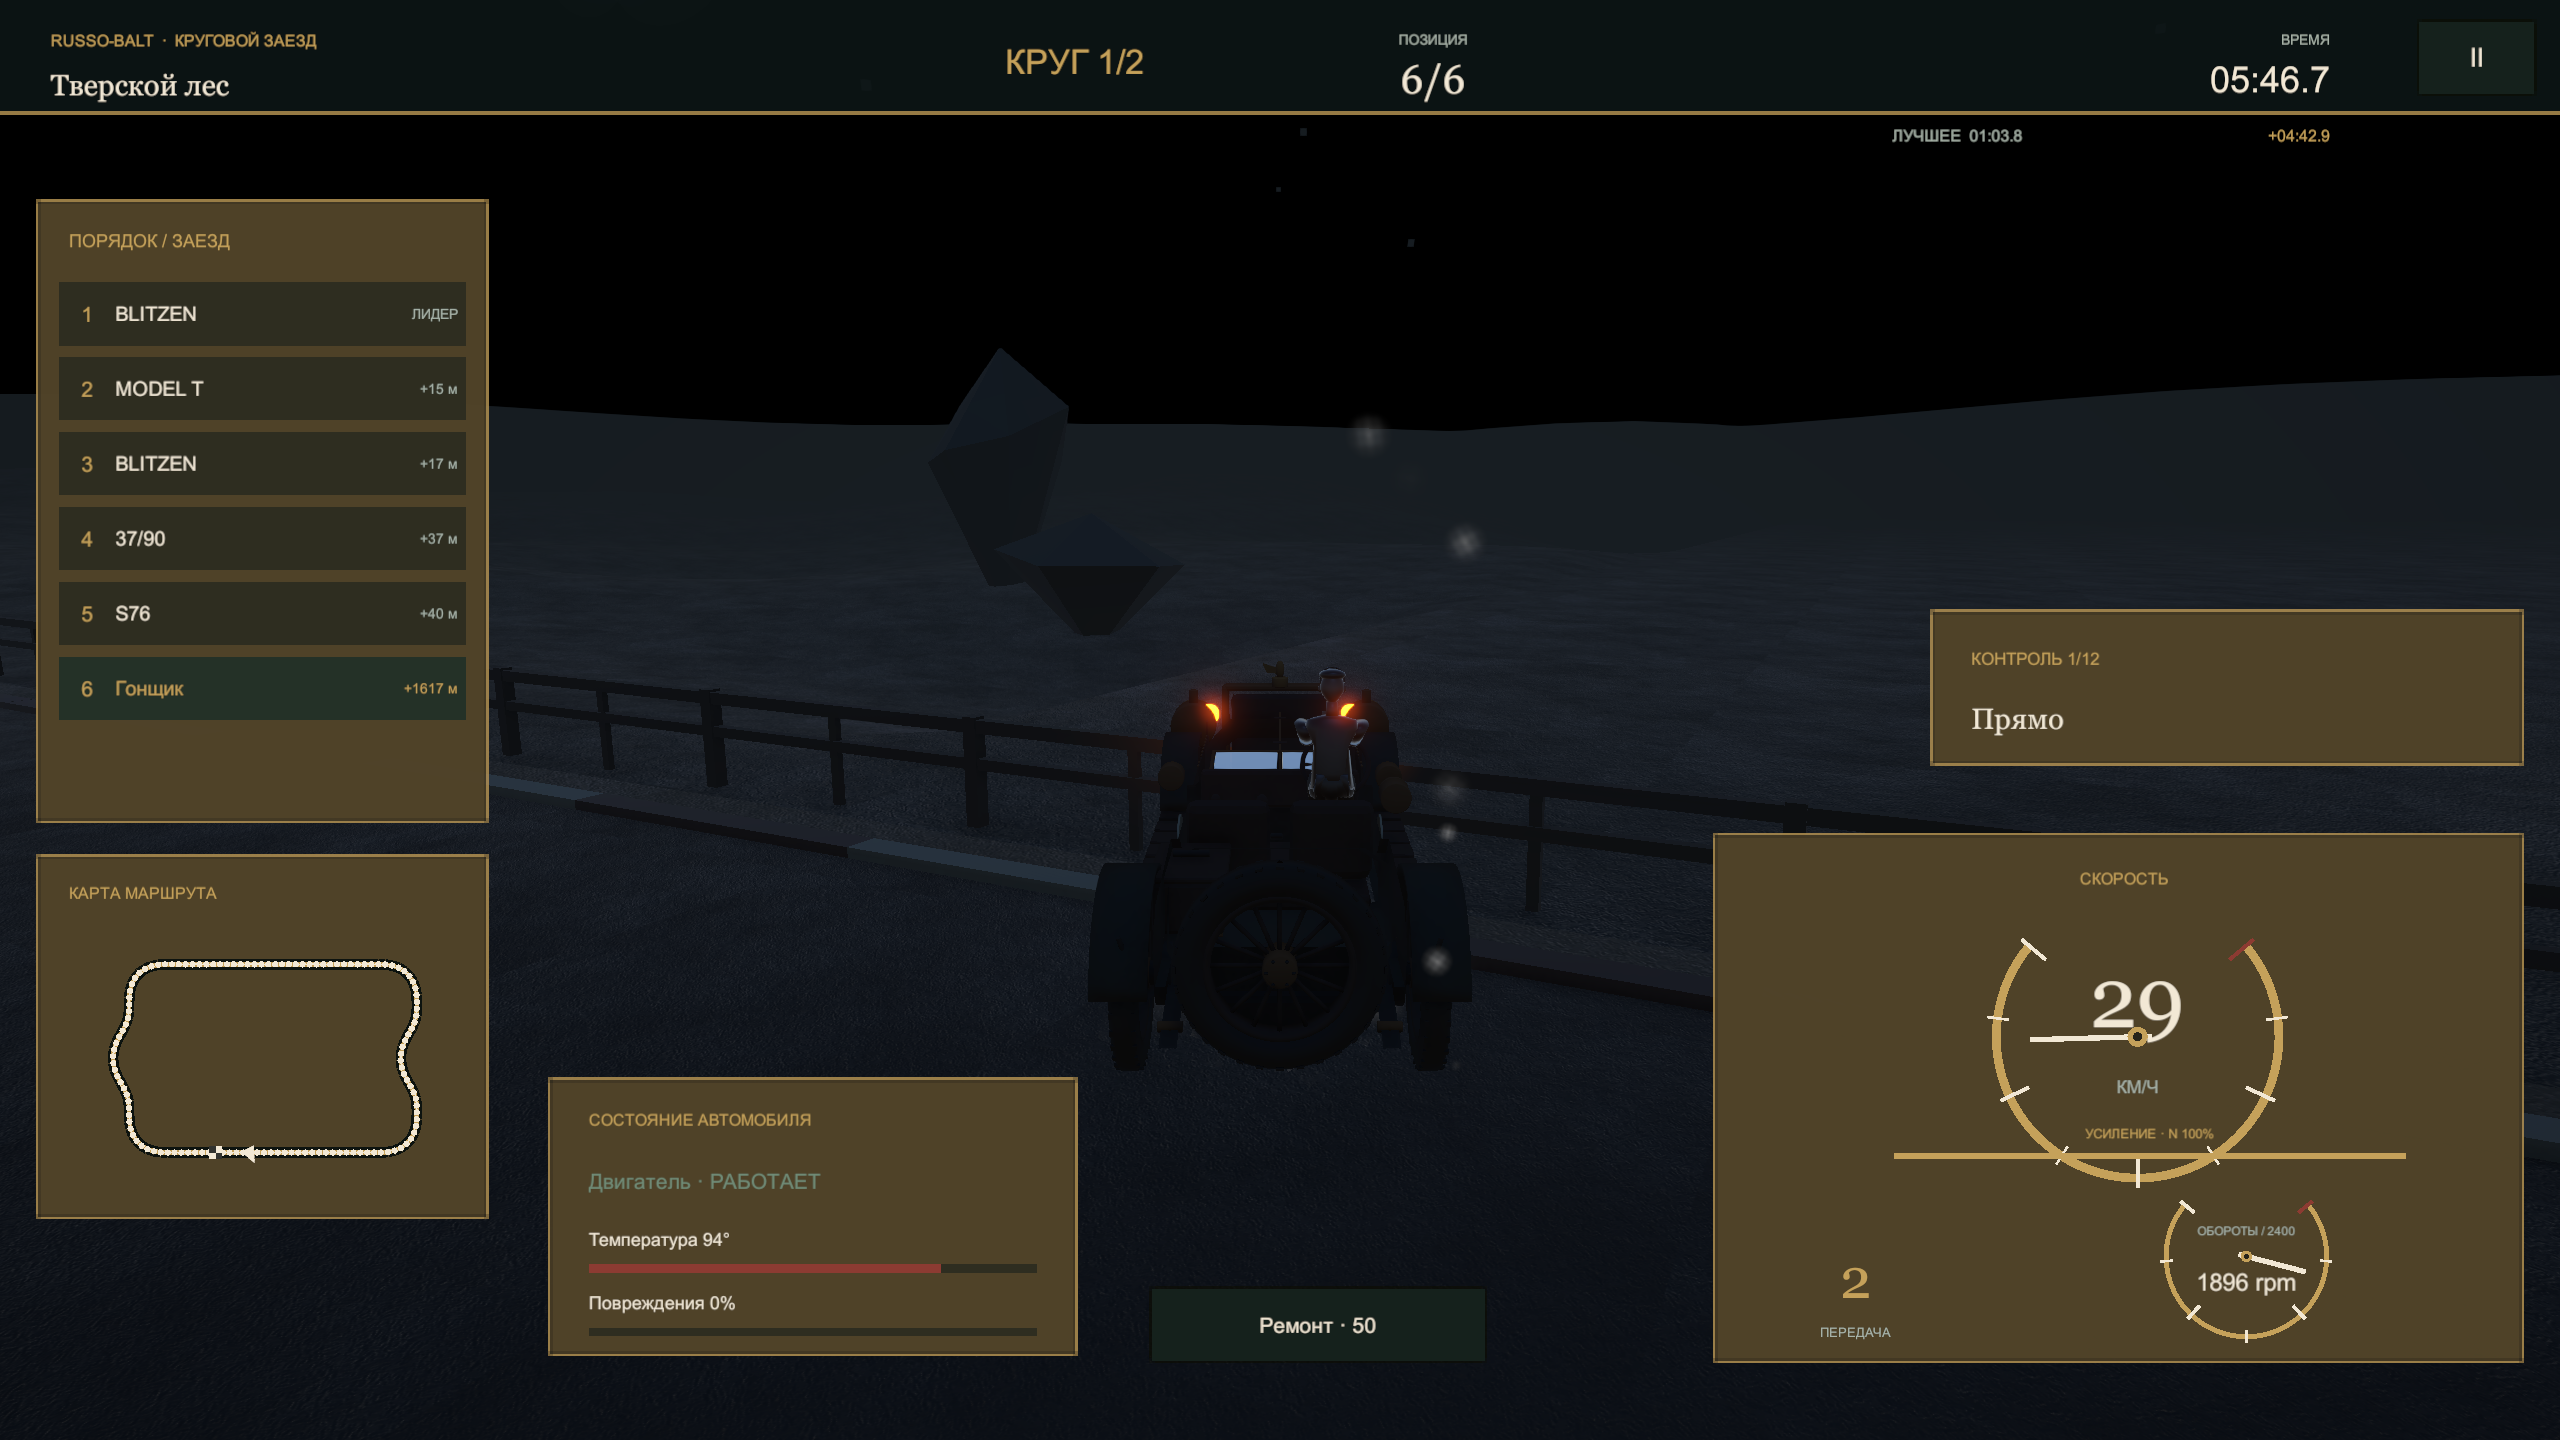 RUSSO-BALT · КРУГОВОЙ ЗАЕЗД
Тверской лес
КРУГ 1/2
ПОЗИЦИЯ
6/6
ВРЕМЯ
05:46.7
ЛУЧШЕЕ 01:03.8
+04:42.9
ПОРЯДОК / ЗАЕЗД
1 BLITZEN ЛИДЕР
2 MODEL T +15 м
3 BLITZEN +17 м
4 37/90 +37 м
5 S76 +40 м
6 Гонщик +1617 м
КАРТА МАРШРУТА
КОНТРОЛЬ 1/12
Прямо
СОСТОЯНИЕ АВТОМОБИЛЯ
Двигатель · РАБОТАЕТ
Температура 94°
Повреждения 0%
Ремонт · 50
СКОРОСТЬ
29
КМ/Ч
УСИЛЕНИЕ · N 100%
ОБОРОТЫ / 2400
1896 rpm
2
ПЕРЕДАЧА